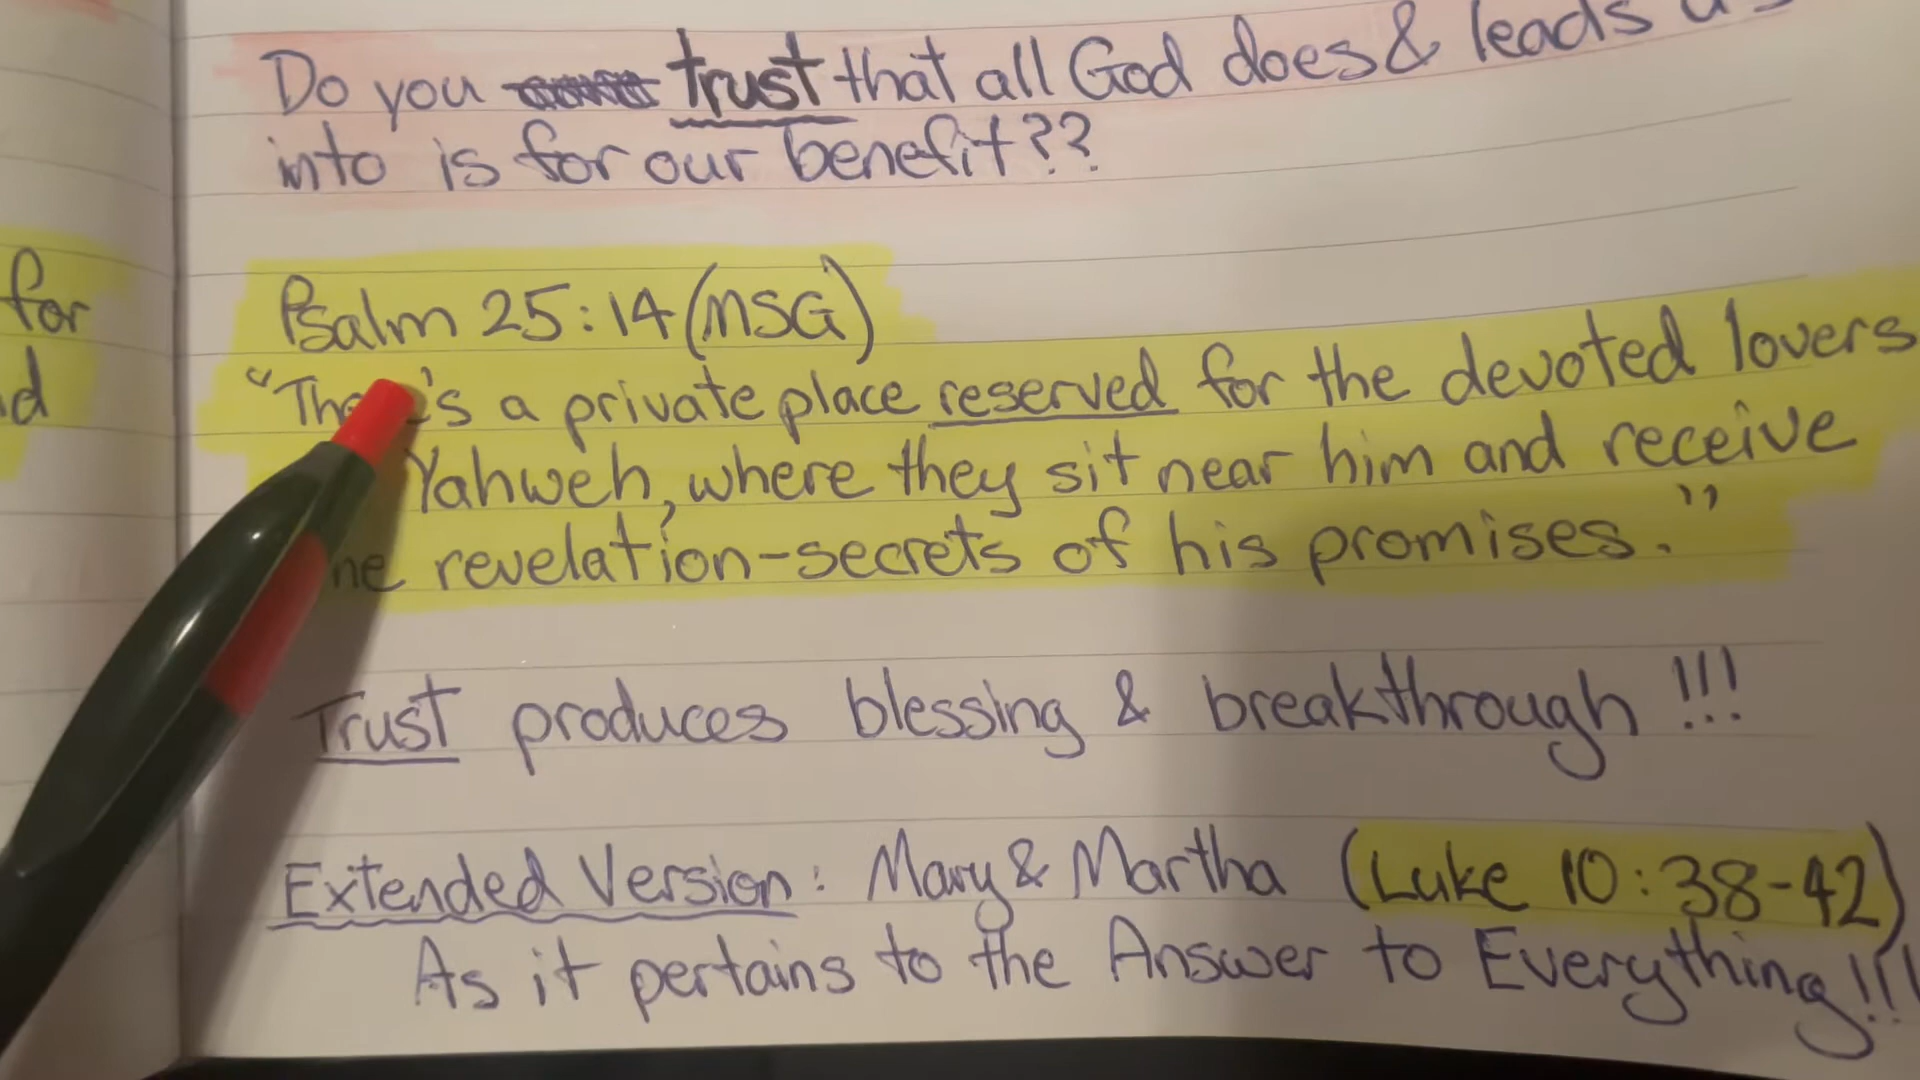 Do you trust that all God does & leads us
into is for our benefit??
for
Psalm 25:14 (MSG)
"There's a private place reserved for the devoted lovers
Yahweh, where they sit near him and receive
revelation-secrets of his promises."
Trust produces blessing & breakthrough !!!
Extended Version: Mary & Martha (Luke 10:38-42)
As it pertains to the Answer to Everything!!!